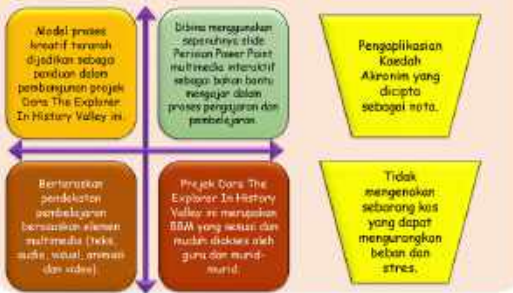 Model proses
kreatif terarah
dijadikan sebagai
panduan dalam
pembangunan projek
Dora The Explorer
In History Valley ini.
Dibina menggunakan
sepenuhnya slide
Perisian Power Point
multimedia interaktif
sebagai bahan bantu
mengajar dalam
proses pengajaran dan
pembelajaran.
Pengaplikasian
Kaedah
Akronim yang
dicipta
sebagai nota.
Berteraskan
pendekatan
pembelajaran
berasaskan elemen
multimedia (teks,
audio, visual, animasi
dan video).
Projek Dora The
Explorer In History
Valley ini merupakan
BBM yang sesuai dan
mudah diakses oleh
guru dan murid-
murid.
Tidak
mengenakan
sebarang kos
yang dapat
mengurangkan
beban dan
stres.